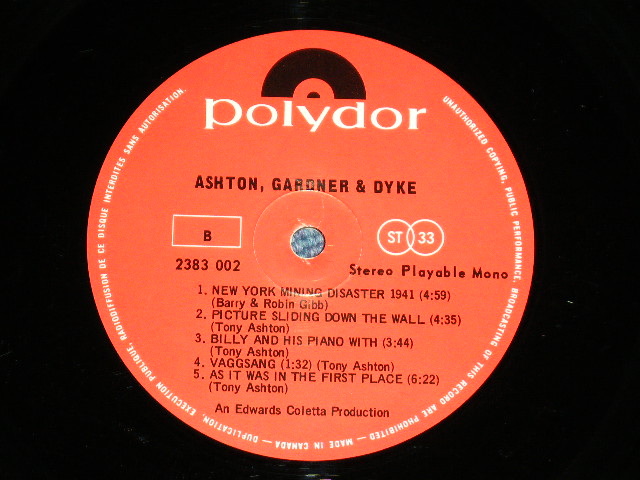 polydor
ASHTON, GARDNER & DYKE
B
ST 33
2383 002
Stereo Playable Mono
1. NEW YORK MINING DISASTER 1941 (4:59)
(Barry & Robin Gibb)
2. PICTURE SLIDING DOWN THE WALL (4:35)
(Tony Ashton)
3. BILLY AND HIS PIANO WITH (3:44)
(Tony Ashton)
4. VAGGSANG (1:32) (Tony Ashton)
5. AS IT WAS IN THE FIRST PLACE (6:22)
(Tony Ashton)
An Edwards Coletta Production
UNAUTHORIZED COPYING, PUBLIC PERFORMANCE, BROADCASTING OF THIS RECORD ARE PROHIBITED — MADE IN CANADA — DUPLICATION, EXECUTION PUBLIQUE, RADIODIFFUSION DE CE DISQUE INTERDITES SANS AUTORISATION.